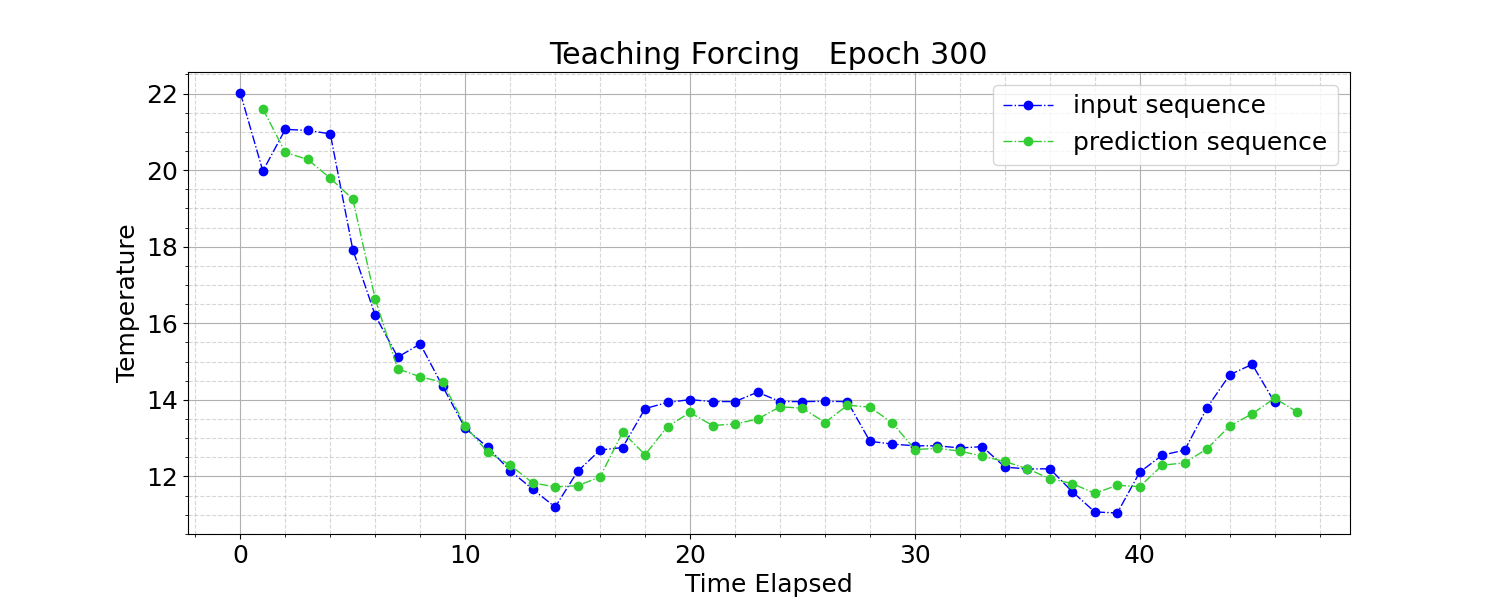 Teaching Forcing   Epoch 300
input sequence
prediction sequence
Temperature
22
20
18
16
14
12
0 10 20 30 40
Time Elapsed